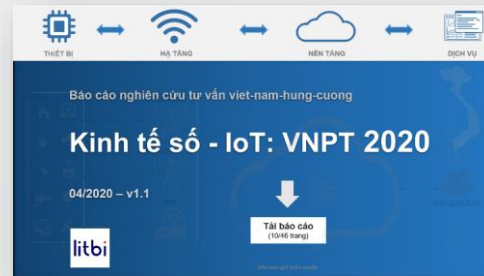 THIẾT BỊ
HẠ TẦNG
NỀN TẢNG
DỊCH VỤ
Báo cáo nghiên cứu tư vấn viet-nam-hung-cuong
Kinh tế số - IoT: VNPT 2020
04/2020 – v1.1
Tải báo cáo
(10/46 trang)
litbi